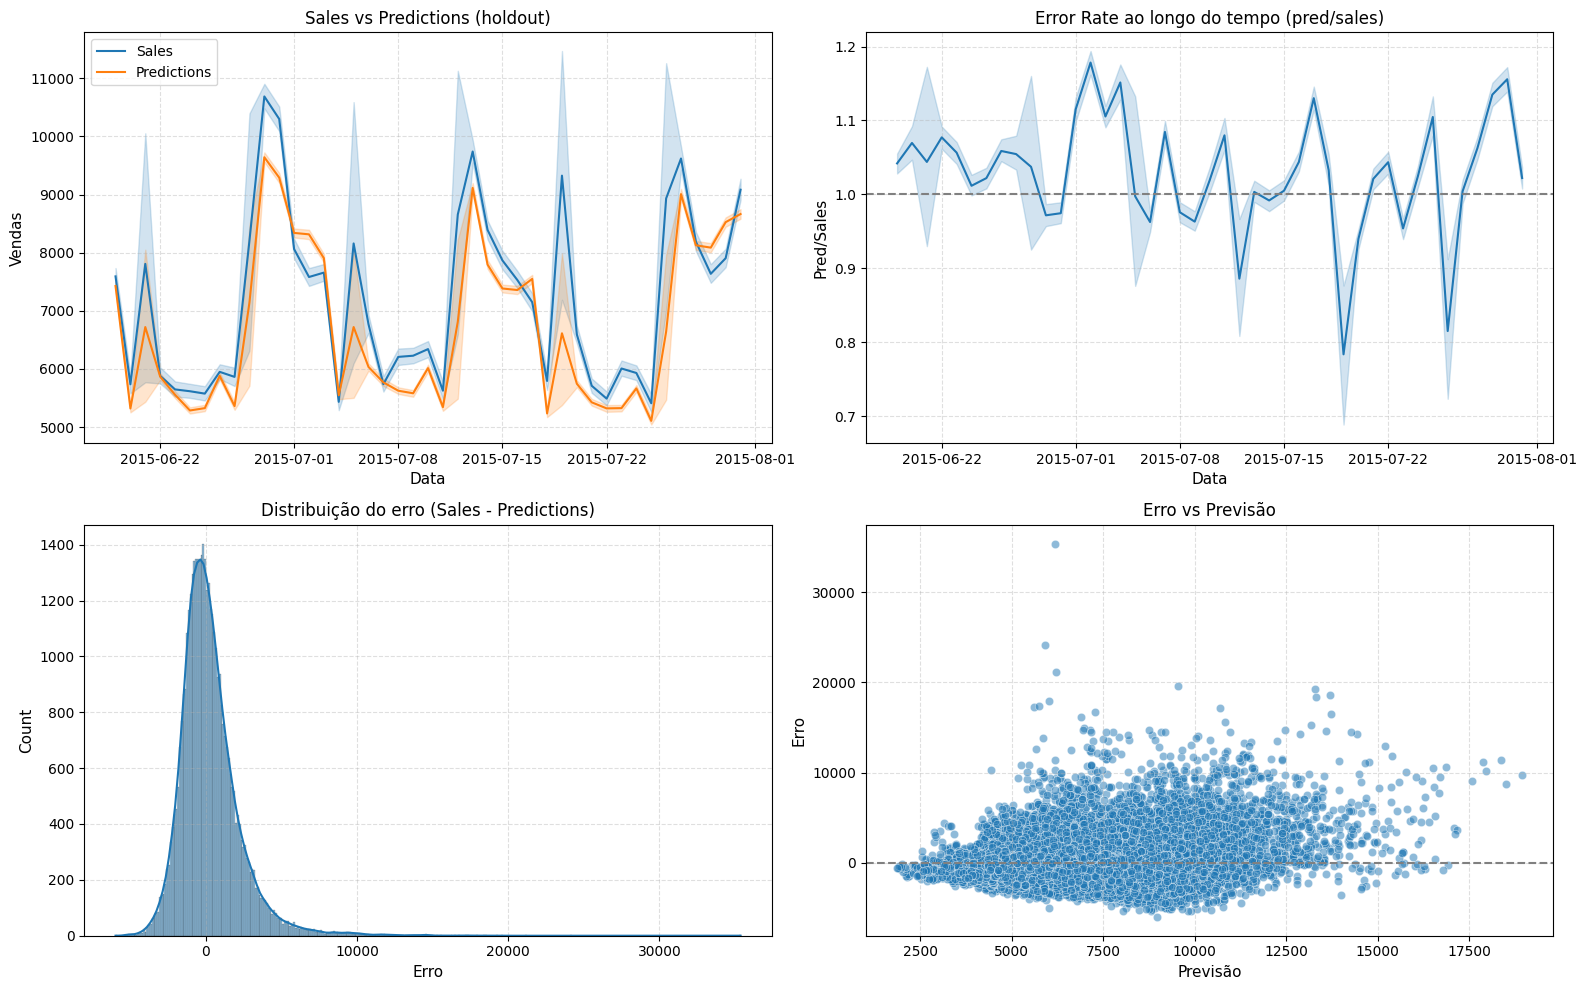 Sales vs Predictions (holdout)
Sales
Predictions
11000
10000
9000
8000
7000
6000
5000
Vendas
2015-06-22 2015-07-01 2015-07-08 2015-07-15 2015-07-22 2015-08-01
Data
Error Rate ao longo do tempo (pred/sales)
1.2
1.1
1.0
0.9
0.8
0.7
Pred/Sales
2015-06-22 2015-07-01 2015-07-08 2015-07-15 2015-07-22 2015-08-01
Data
Distribuição do erro (Sales - Predictions)
1400
1200
1000
800
600
400
200
0
Count
0 10000 20000 30000
Erro
Erro vs Previsão
30000
20000
10000
0
Erro
2500 5000 7500 10000 12500 15000 17500
Previsão